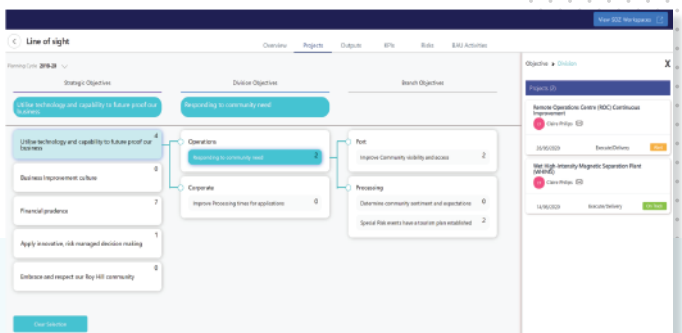 View 
Line of sight
Overview Projects Outputs KPIs Risks BAU Activities
Planning Cycle 2019-20
Strategic Objectives
Division Objectives
Branch Objectives
Utilise technology and capability to future proof our
business
Responding to community need
Utilise technology and capability to future proof our
business
4
Business improvement culture
0
Financial prudence
7
Apply innovative, risk managed decision making
1
Embrace and respect our Roy Hill community
0
Operations
Responding to community need 2
Corporate
Improve Processing times for applications 0
Port
Improve Community visibility and access 2
Processing
Determine community sentiment and expectations 0
Special Risk events have a tourism plan established 2
Clear Selection
Objective Division X
Projects (2)
Remote Operations Centre (ROC) Continuous
Improvement
Claire Phillips
Execute/Delivery
Wet High Intensity Magnetic Separation Plant
(WHIMS)
Claire Phillips
Execute/Delivery